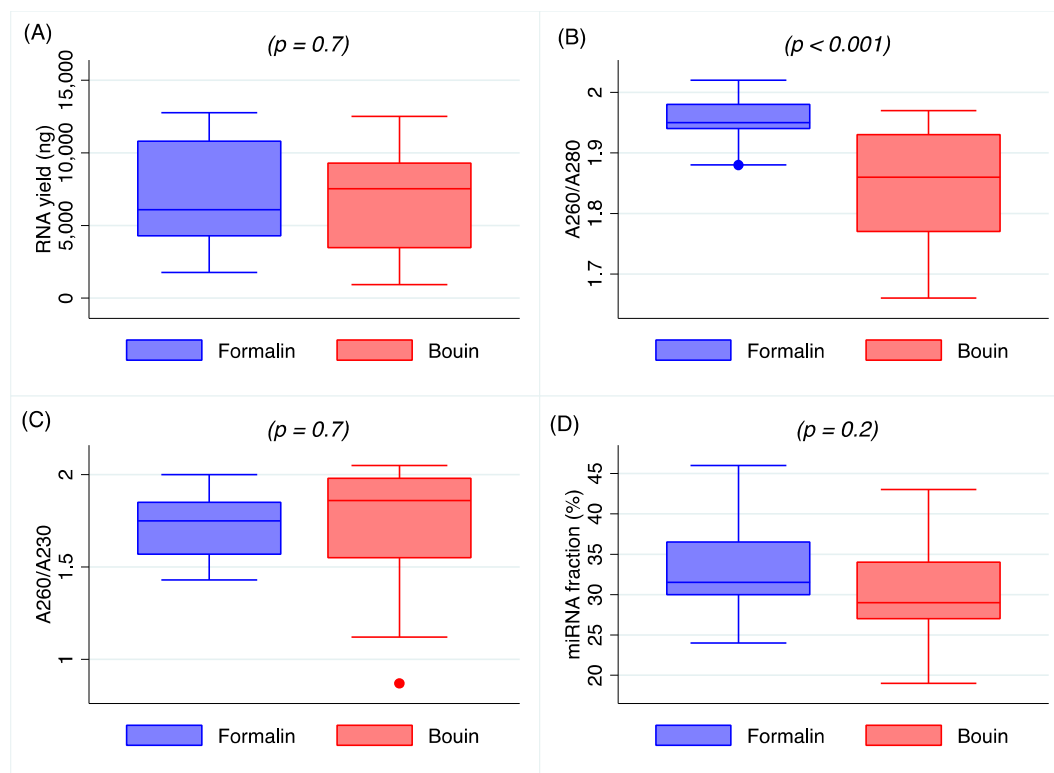 (A)
(p = 0.7)
RNA yield (ng)
15,000
10,000
5,000
0
Formalin
Bouin
(B)
(p < 0.001)
A260/A280
2
1.9
1.8
1.7
Formalin
Bouin
(C)
(p = 0.7)
A260/A230
2
1.5
1
Formalin
Bouin
(D)
(p = 0.2)
miRNA fraction (%)
45
40
35
30
25
20
Formalin
Bouin